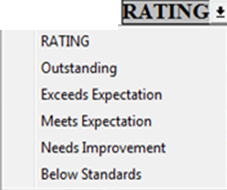 RATING
RATING
Outstanding
Exceeds Expectation
Meets Expectation
Needs Improvement
Below Standards